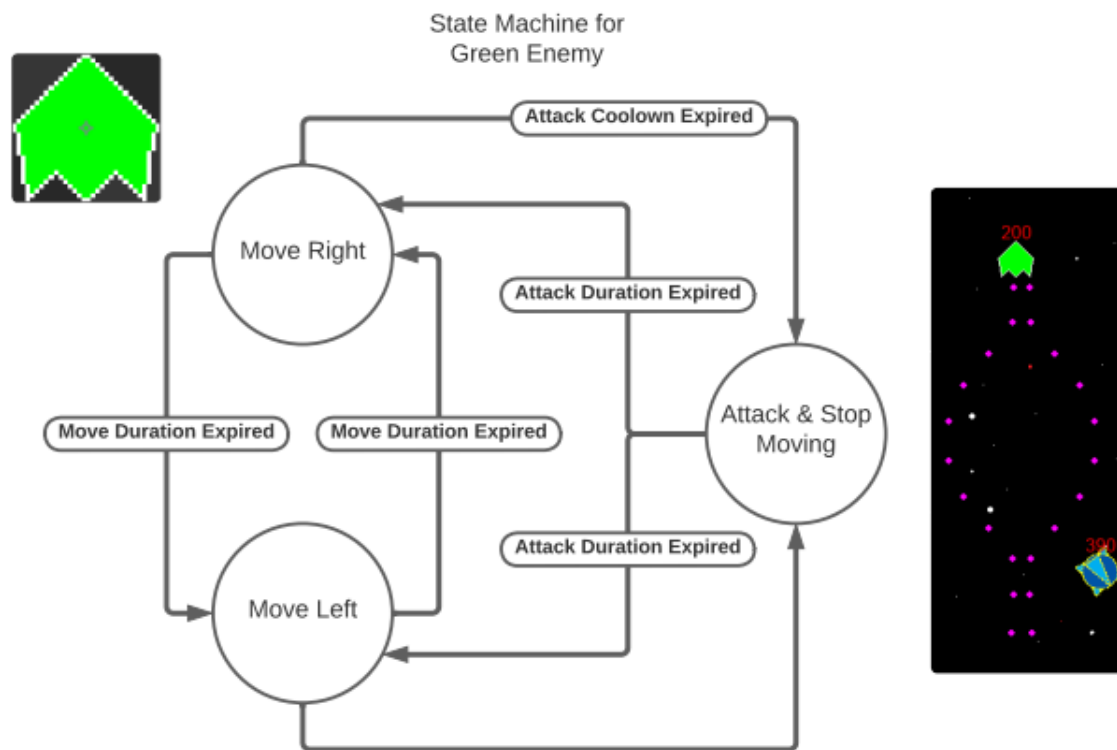 State Machine for
Green Enemy
Attack Coolown Expired
Move Right
200
Attack Duration Expired
Move Duration Expired
Move Duration Expired
Attack & Stop
Moving
Attack Duration Expired
390
Move Left